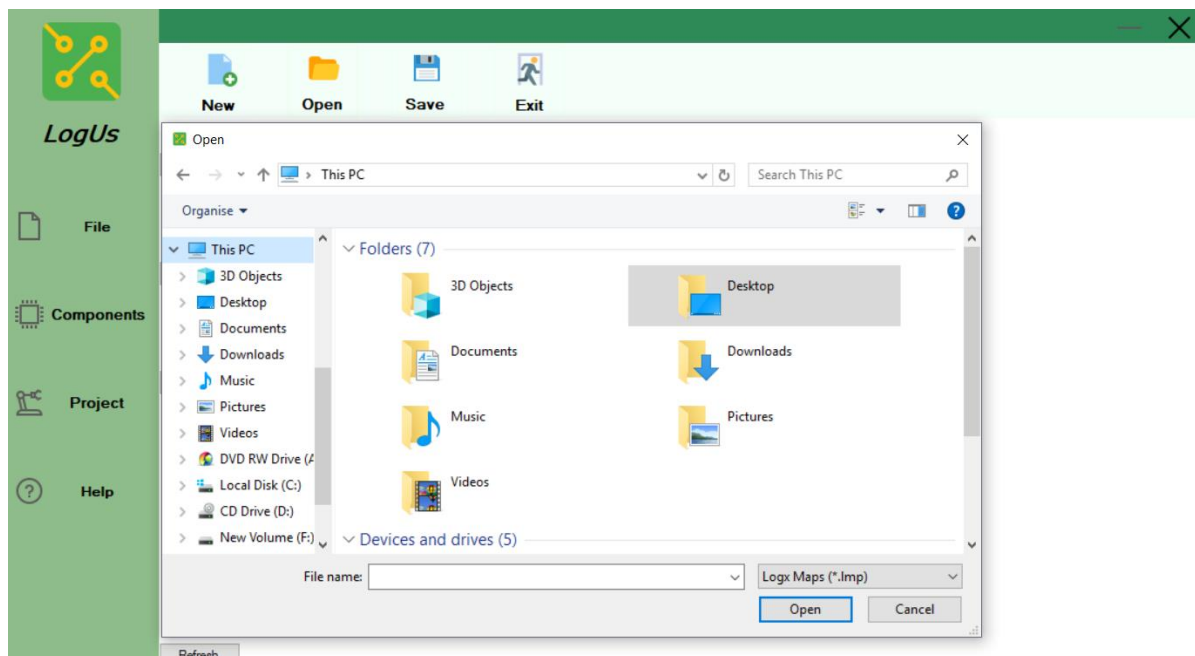 New
Open
Save
Exit
LogUs
File
Components
Project
Help
Open
This PC
Search This PC
Organise
?
This PC
3D Objects
Desktop
Documents
Downloads
Music
Pictures
Videos
DVD RW Drive (A
Local Disk (C:)
CD Drive (D:)
New Volume (F:)
Folders (7)
3D Objects
Desktop
Documents
Downloads
Music
Pictures
Videos
Devices and drives (5)
File name:
Logx Maps (*.lmp)
Open
Cancel
Refresh